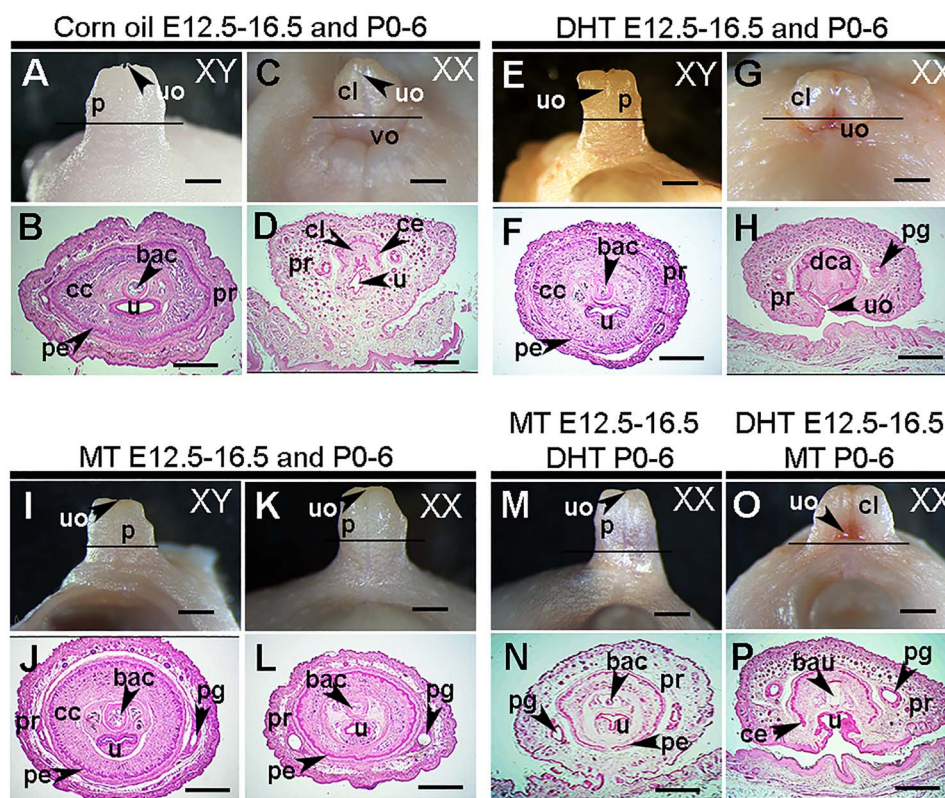 Corn oil E12.5-16.5 and P0-6
DHT E12.5-16.5 and P0-6
A XY uo p
C XX cl uo vo
E XY uo p
G XX cl uo
B bac cc u pr pe
D cl ce pr u
F bac cc pr u pe
H pg dca pr uo
MT E12.5-16.5 and P0-6
MT E12.5-16.5
DHT P0-6
DHT E12.5-16.5
MT P0-6
I XY uo p
K XX uo p
M XX uo p
O XX uo cl
J bac cc pg pr u pe
L bac pg pr u pe
N bac pr pg u pe
P bau pg pr ce u